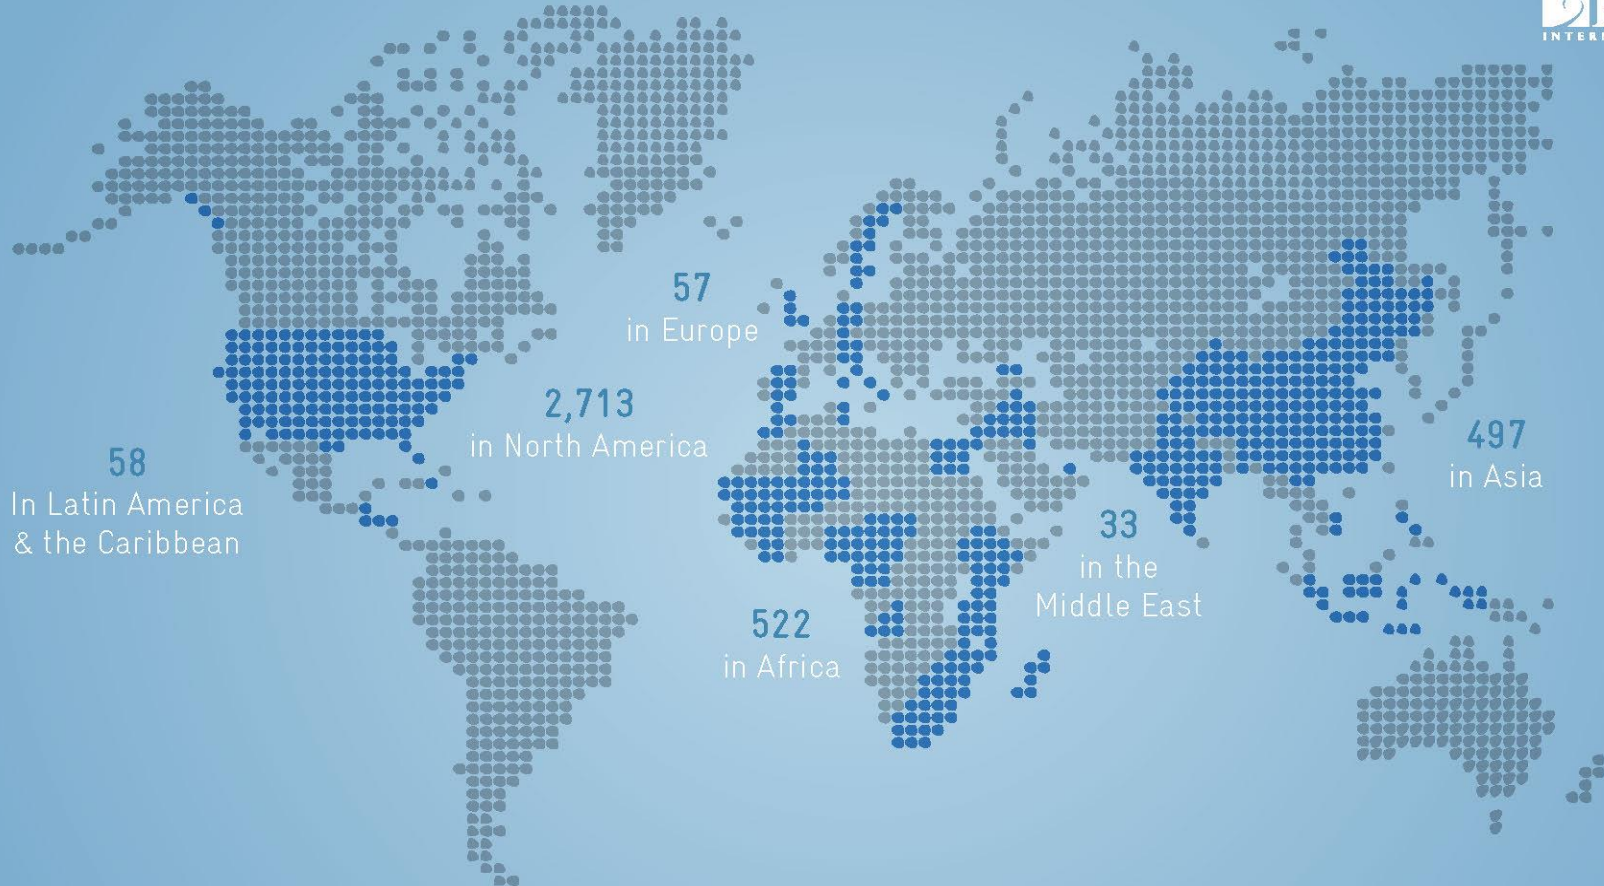 57
in Europe
2,713
in North America
58
In Latin America
& the Caribbean
497
in Asia
33
in the
Middle East
522
in Africa